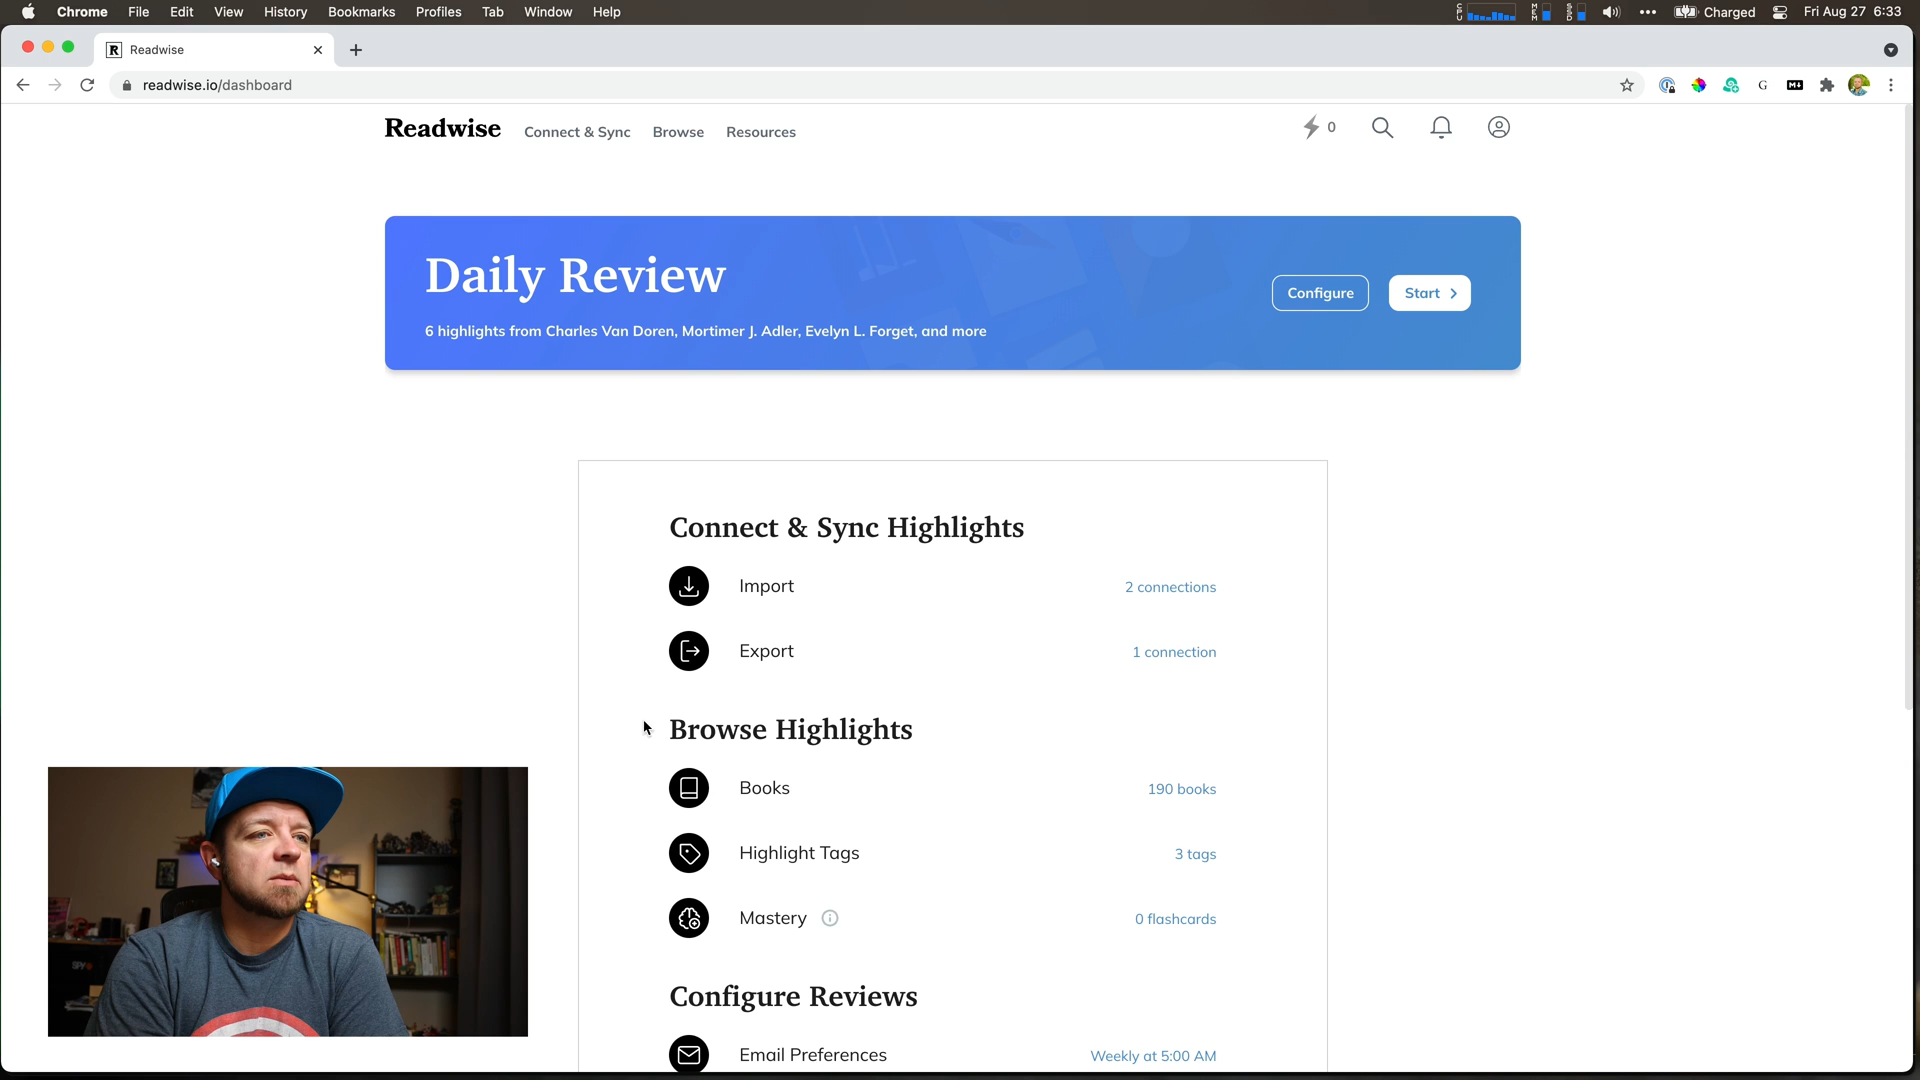 Chrome File Edit View History Bookmarks Profiles Tab Window Help
CPU MEM SSD Charged Fri Aug 27 6:33
R Readwise
readwise.io/dashboard
G
Readwise Connect & Sync Browse Resources 0
Daily Review
Configure Start
6 highlights from Charles Van Doren, Mortimer J. Adler, Evelyn L. Forget, and more
Connect & Sync Highlights
Import 2 connections
Export 1 connection
Browse Highlights
Books 190 books
Highlight Tags 3 tags
Mastery 0 flashcards
Configure Reviews
Email Preferences Weekly at 5:00 AM